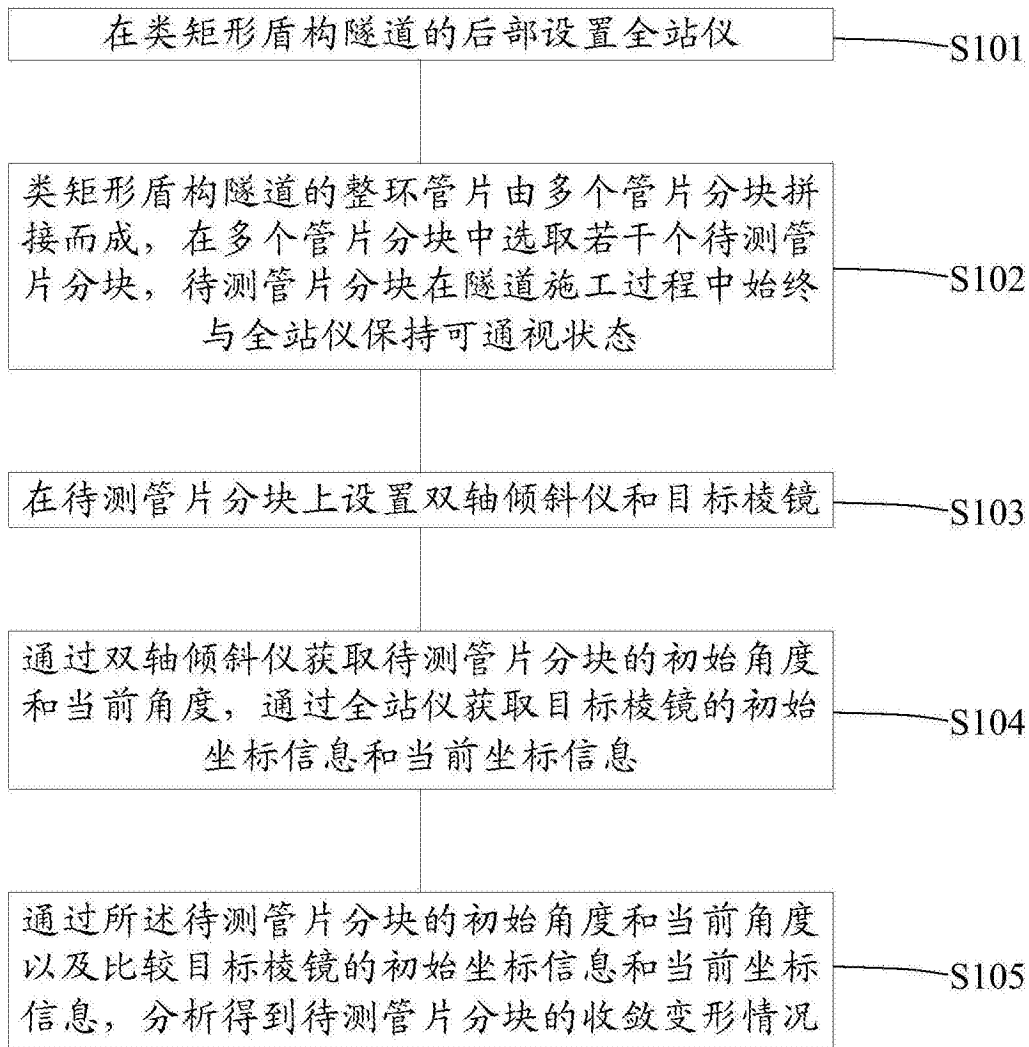 在类矩形盾构隧道的后部设置全站仪
S101
类矩形盾构隧道的整环管片由多个管片分块拼
接而成，在多个管片分块中选取若干个待测管
片分块，待测管片分块在隧道施工过程中始终
与全站仪保持可通视状态
S102
在待测管片分块上设置双轴倾斜仪和目标棱镜
S103
通过双轴倾斜仪获取待测管片分块的初始角度
和当前角度，通过全站仪获取目标棱镜的初始
坐标信息和当前坐标信息
S104
通过所述待测管片分块的初始角度和当前角度
以及比较目标棱镜的初始坐标信息和当前坐标
信息，分析得到待测管片分块的收敛变形情况
S105